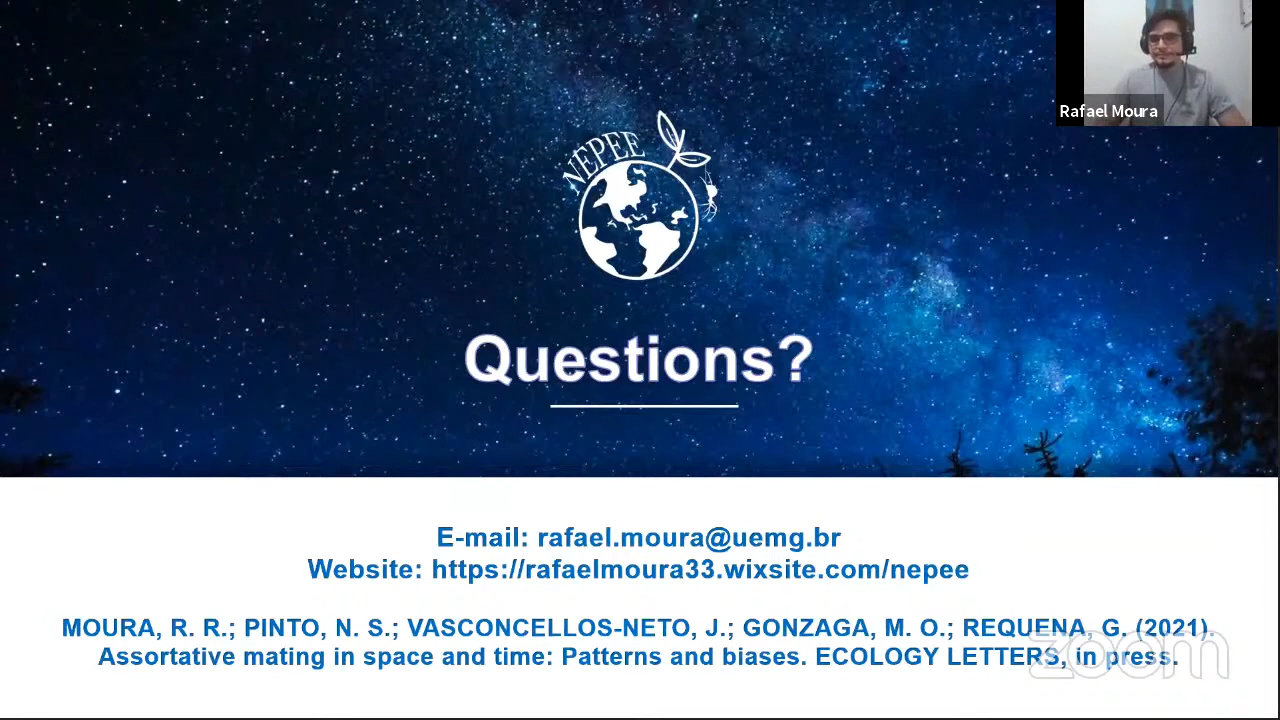 Rafael Moura
NEPEE
Questions?
E-mail: rafael.moura@uemg.br
Website: https://rafaelmoura33.wixsite.com/nepee
MOURA, R. R.; PINTO, N. S.; VASCONCELLOS-NETO, J.; GONZAGA, M. O.; REQUENA, G. (2021).
Assortative mating in space and time: Patterns and biases. ECOLOGY LETTERS, in press.
zoom